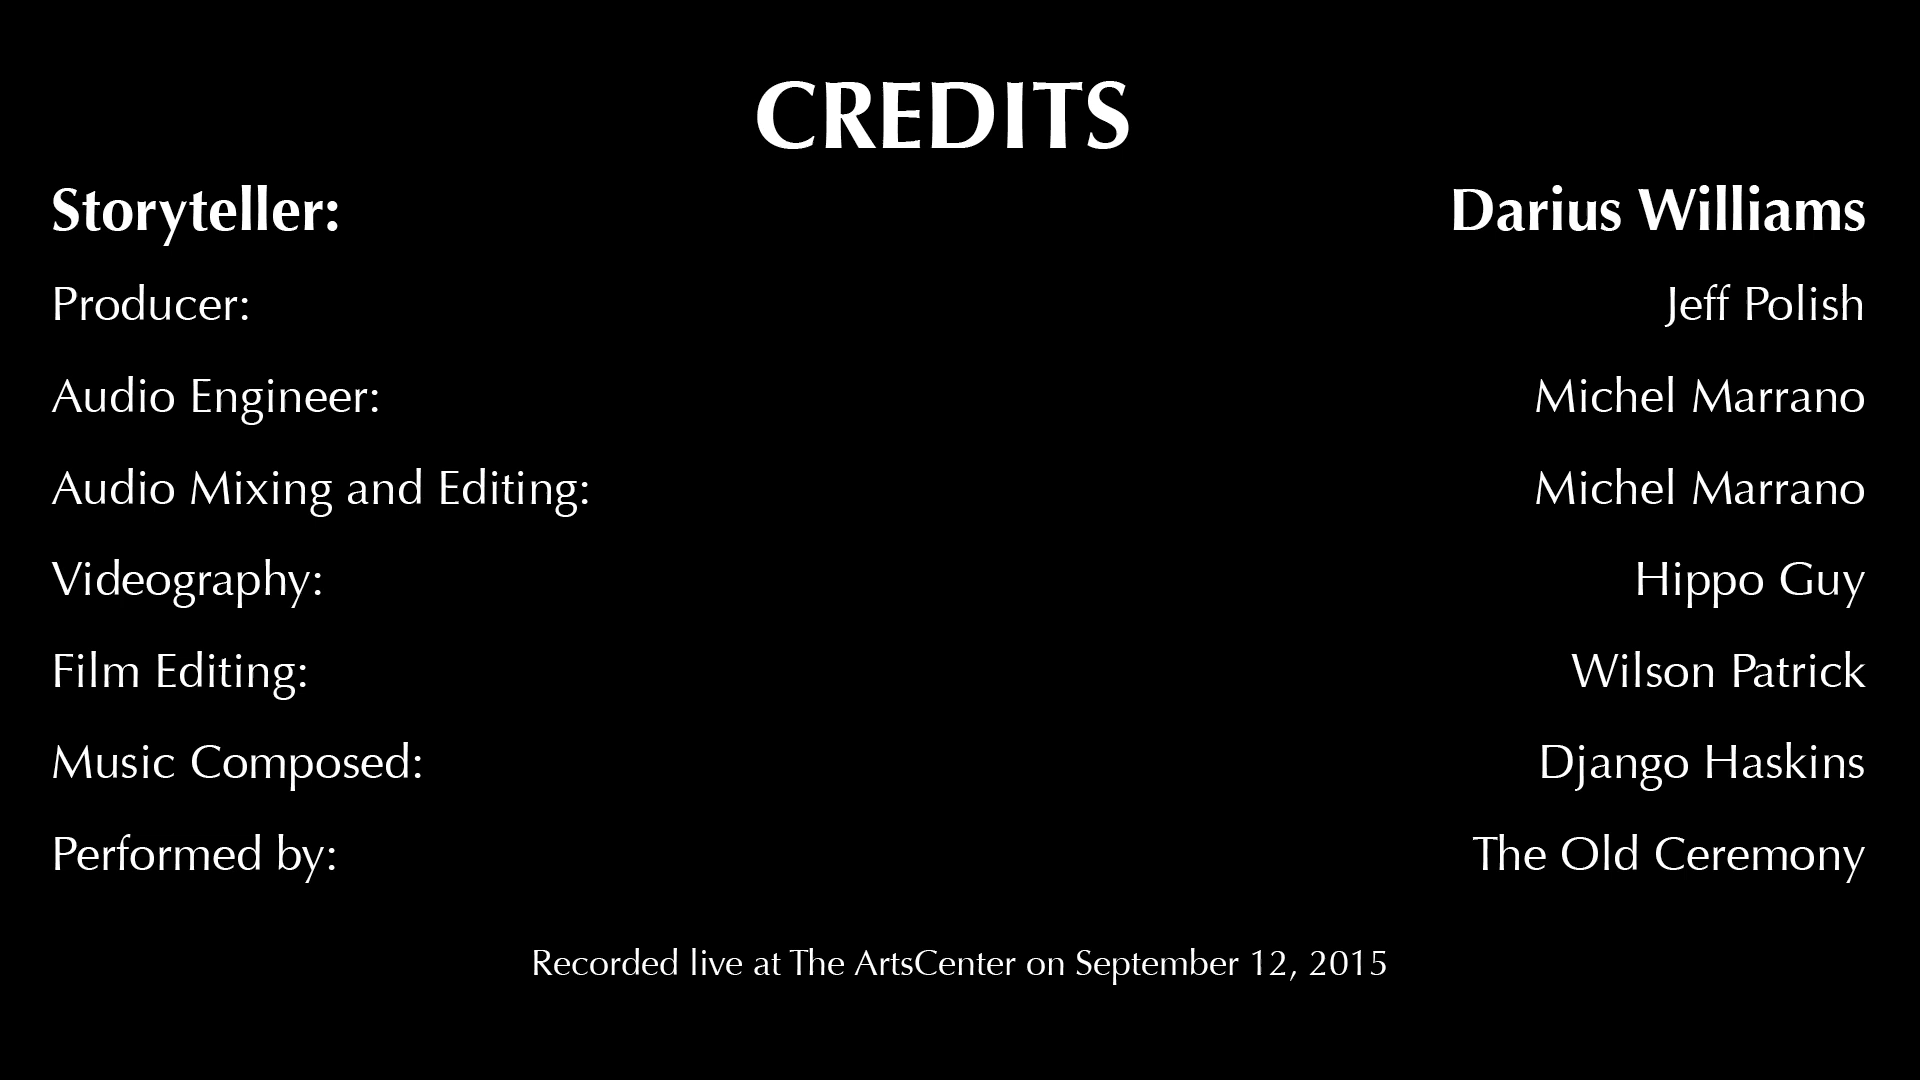 CREDITS
Storyteller: Darius Williams
Producer: Jeff Polish
Audio Engineer: Michel Marrano
Audio Mixing and Editing: Michel Marrano
Videography: Hippo Guy
Film Editing: Wilson Patrick
Music Composed: Django Haskins
Performed by: The Old Ceremony
Recorded live at The ArtsCenter on September 12, 2015